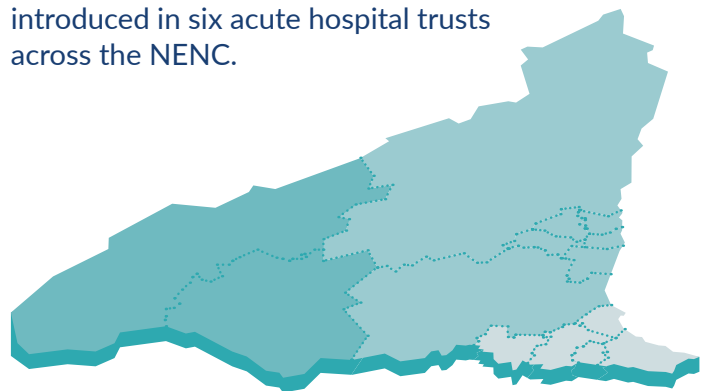 introduced in six acute hospital trusts
across the NENC.